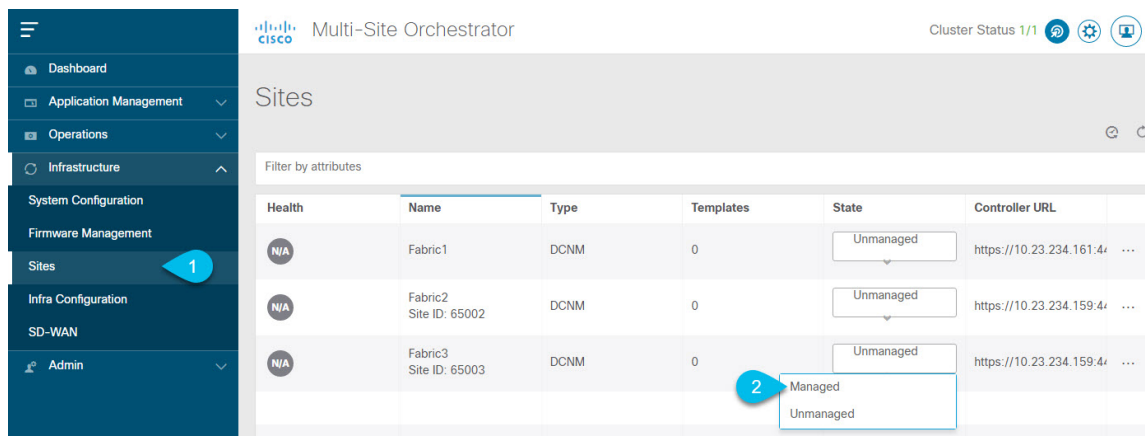 CISCO Multi-Site Orchestrator
Cluster Status 1/1
Dashboard
Application Management
Operations
Infrastructure
System Configuration
Firmware Management
Sites
1
Infra Configuration
SD-WAN
Admin
Sites
Filter by attributes
Health Name Type Templates State Controller URL
N/A Fabric1 DCNM 0 Unmanaged https://10.23.234.161:44 ...
N/A Fabric2 DCNM 0 Unmanaged https://10.23.234.159:44 ...
Site ID: 65002
N/A Fabric3 DCNM 0 Unmanaged https://10.23.234.159:44 ...
Site ID: 65003
2 Managed
Unmanaged